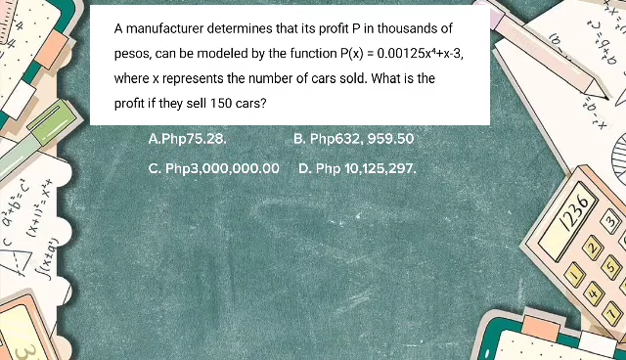 A manufacturer determines that its profit P in thousands of
pesos, can be modeled by the function P(x) = 0.00125x⁴+x-3,
where x represents the number of cars sold. What is the
profit if they sell 150 cars?
A.Php75.28. B. Php632, 959.50
C. Php3,000,000.00 D. Php 10,125,297.
1236